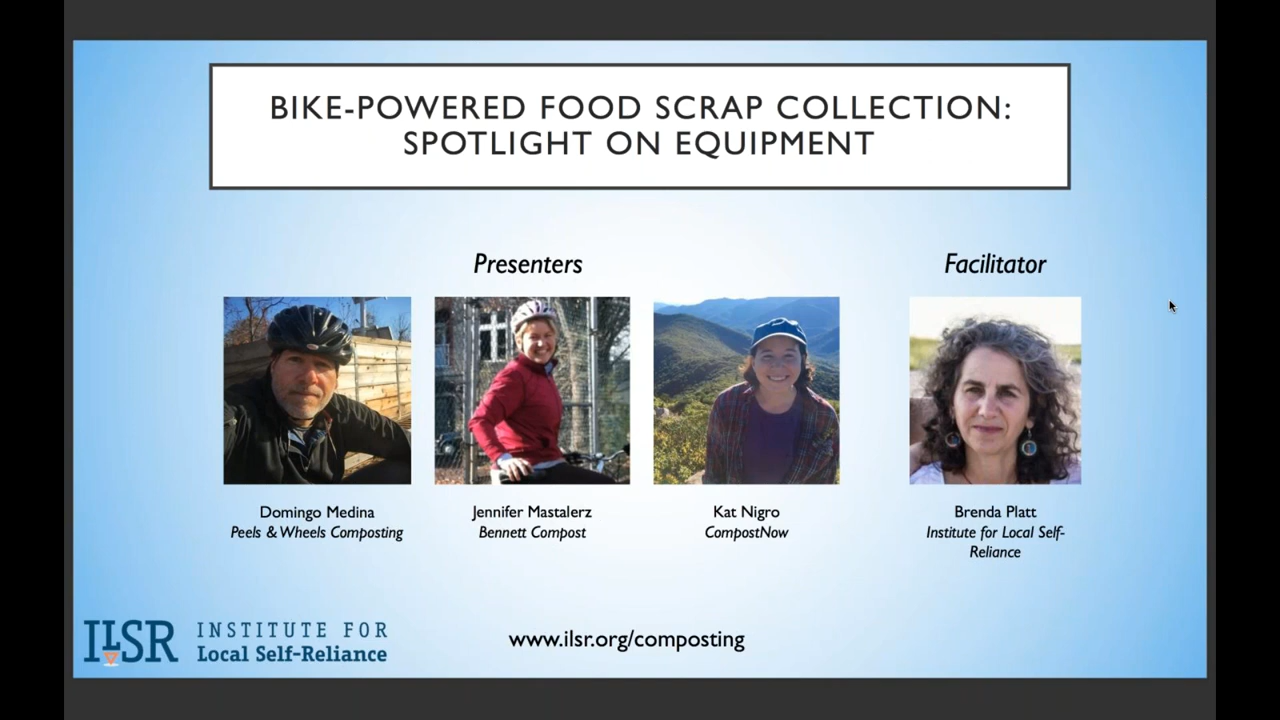 BIKE-POWERED FOOD SCRAP COLLECTION:
SPOTLIGHT ON EQUIPMENT
Presenters
Facilitator
Domingo Medina
Peels & Wheels Composting
Jennifer Mastalerz
Bennett Compost
Kat Nigro
CompostNow
Brenda Platt
Institute for Local Self-
Reliance
ILSR
INSTITUTE FOR
Local Self-Reliance
www.ilsr.org/composting